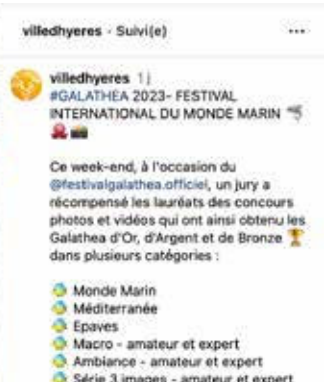 villedhyeres · Suivi(e)
villedhyeres 1j
#GALATHEA 2023- FESTIVAL
INTERNATIONAL DU MONDE MARIN
Ce week-end, à l'occasion du
@festivalgalathea.officiel, un jury a
récompensé les lauréats des concours
photos et vidéos qui ont ainsi obtenu les
Galathea d'Or, d'Argent et de Bronze 🏆
dans plusieurs catégories :
Monde Marin
Méditerranée
Epaves
Macro - amateur et expert
Ambiance - amateur et expert
Série 3 images - amateur et expert